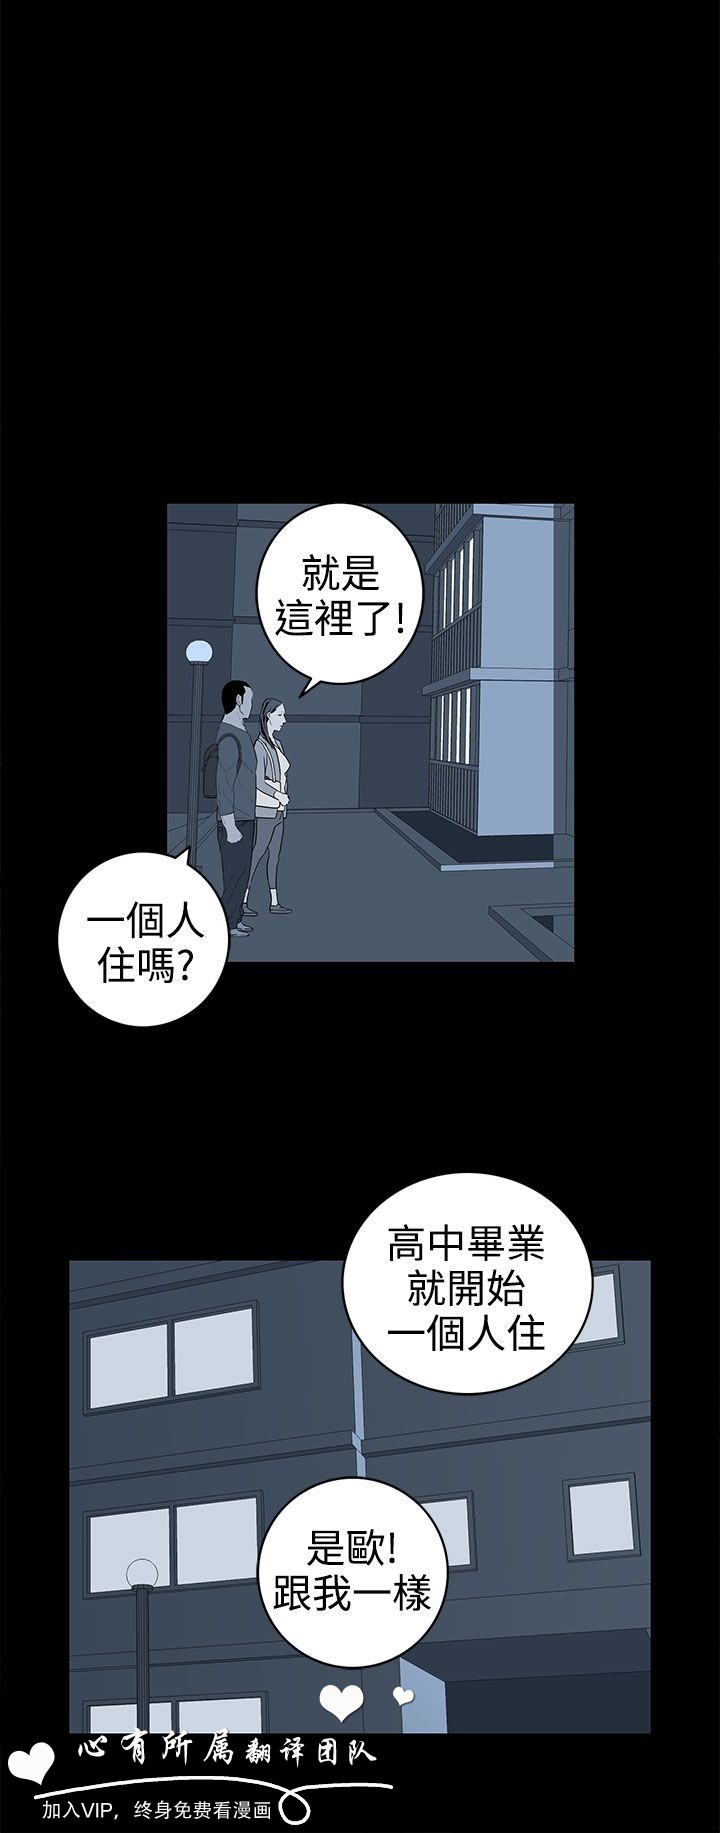 就是
這裡了!
一個人
住嗎?
高中畢業
就開始
一個人住
是歐!
跟我一樣
心有所属翻译团队
加入VIP，终身免费看漫画